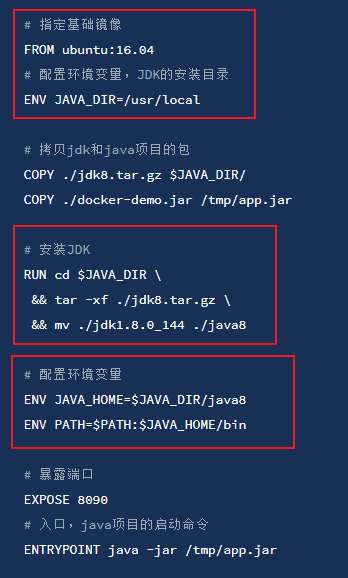 # 指定基础镜像
FROM ubuntu:16.04
# 配置环境变量，JDK的安装目录
ENV JAVA_DIR=/usr/local
# 拷贝jdk和java项目的包
COPY ./jdk8.tar.gz $JAVA_DIR/
COPY ./docker-demo.jar /tmp/app.jar
# 安装JDK
RUN cd $JAVA_DIR \
 && tar -xf ./jdk8.tar.gz \
 && mv ./jdk1.8.0_144 ./java8
# 配置环境变量
ENV JAVA_HOME=$JAVA_DIR/java8
ENV PATH=$PATH:$JAVA_HOME/bin
# 暴露端口
EXPOSE 8090
# 入口，java项目的启动命令
ENTRYPOINT java -jar /tmp/app.jar